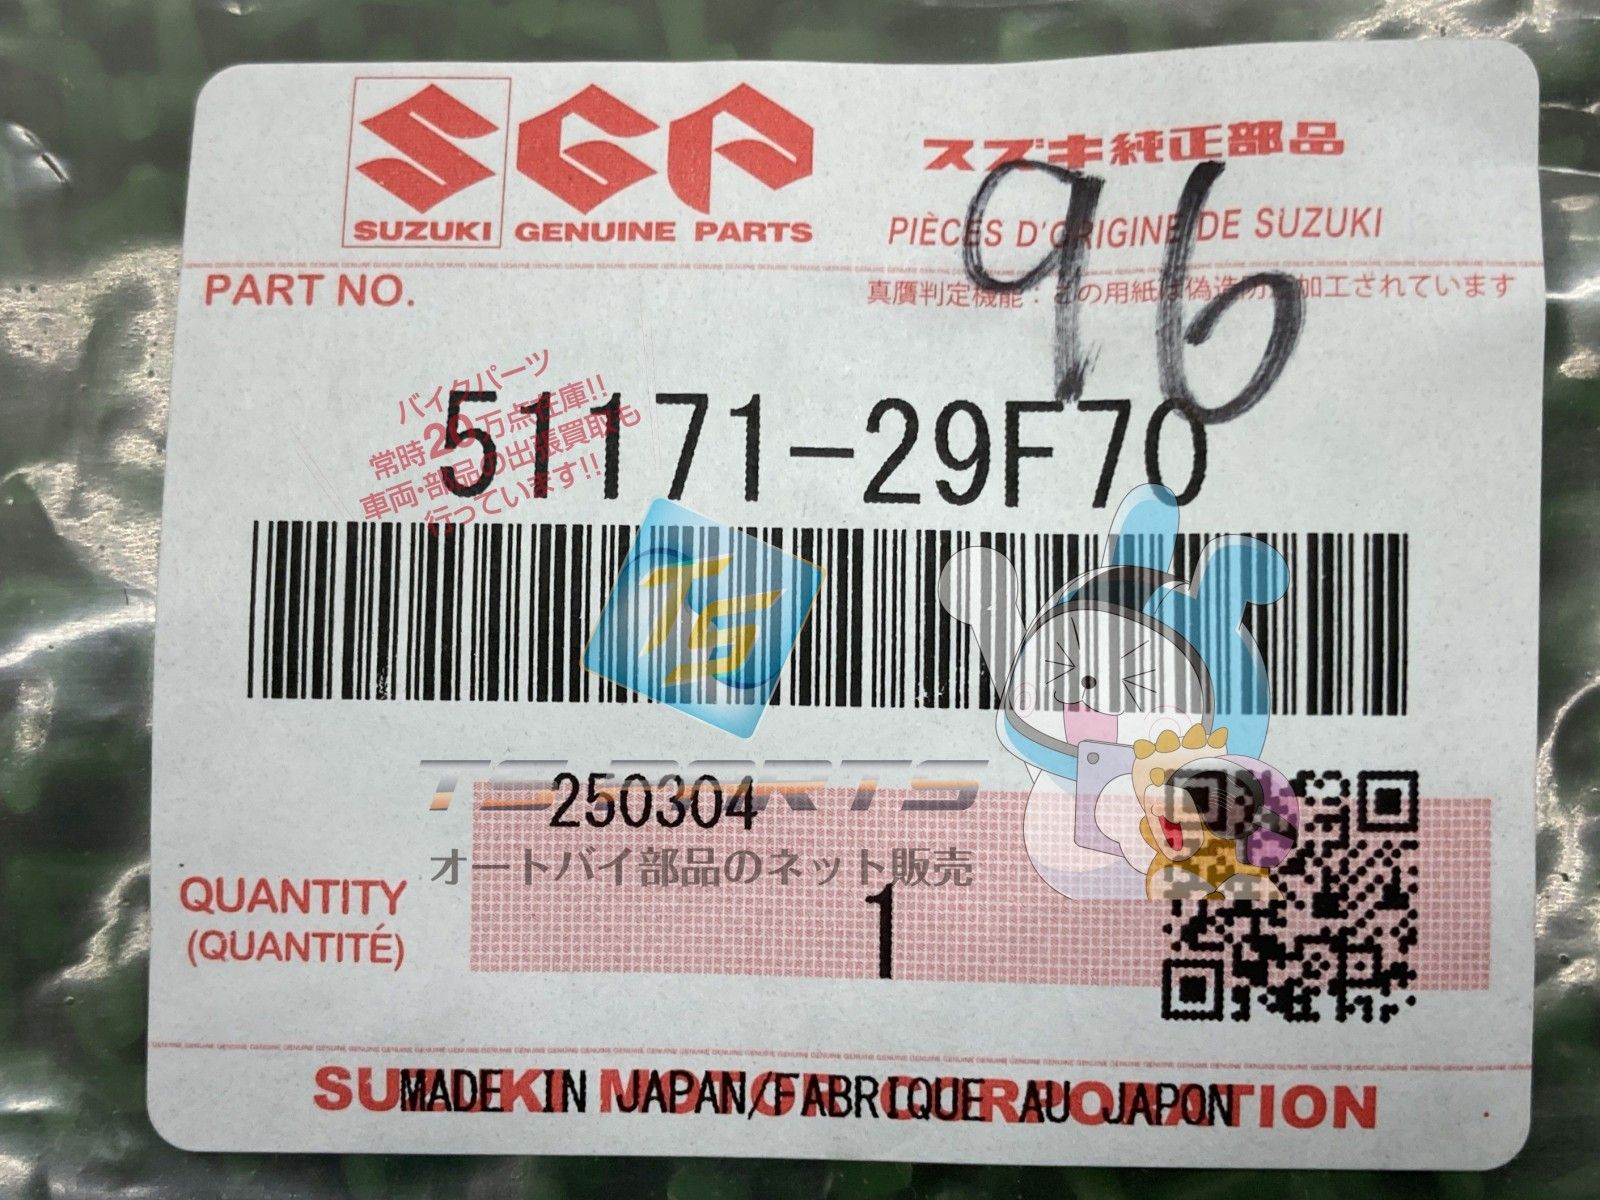 SUZUKI
SGP
GENUINE PARTS
スズキ純正部品
PIÈCES D'ORIGINE DE SUZUKI
96
PART NO.
真贋判定機能：この用紙は偽造防止加工されています
バイクパーツ
常時20万点在庫!!
車両・部品の出張買取も
行っています!!
51171-29F70
TS
TS PARTS
250304
オートバイ部品のネット販売
QUANTITY
(QUANTITÉ)
1
SUZUKI MOTOR CORPORATION
MADE IN JAPAN/FABRIQUE AU JAPON